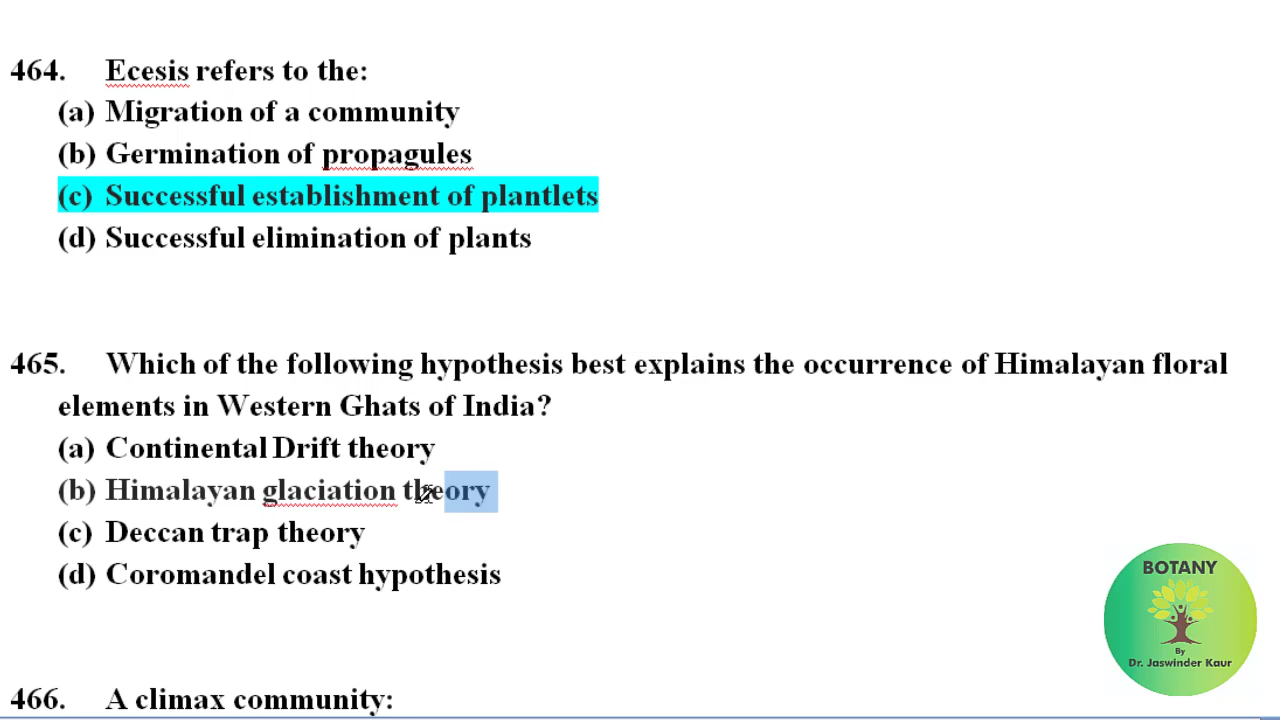 464. Ecesis refers to the:
(a) Migration of a community
(b) Germination of propagules
(c) Successful establishment of plantlets
(d) Successful elimination of plants
465. Which of the following hypothesis best explains the occurrence of Himalayan floral
elements in Western Ghats of India?
(a) Continental Drift theory
(b) Himalayan glaciation theory
(c) Deccan trap theory
(d) Coromandel coast hypothesis
BOTANY
By
Dr. Jaswinder Kaur
466. A climax community: